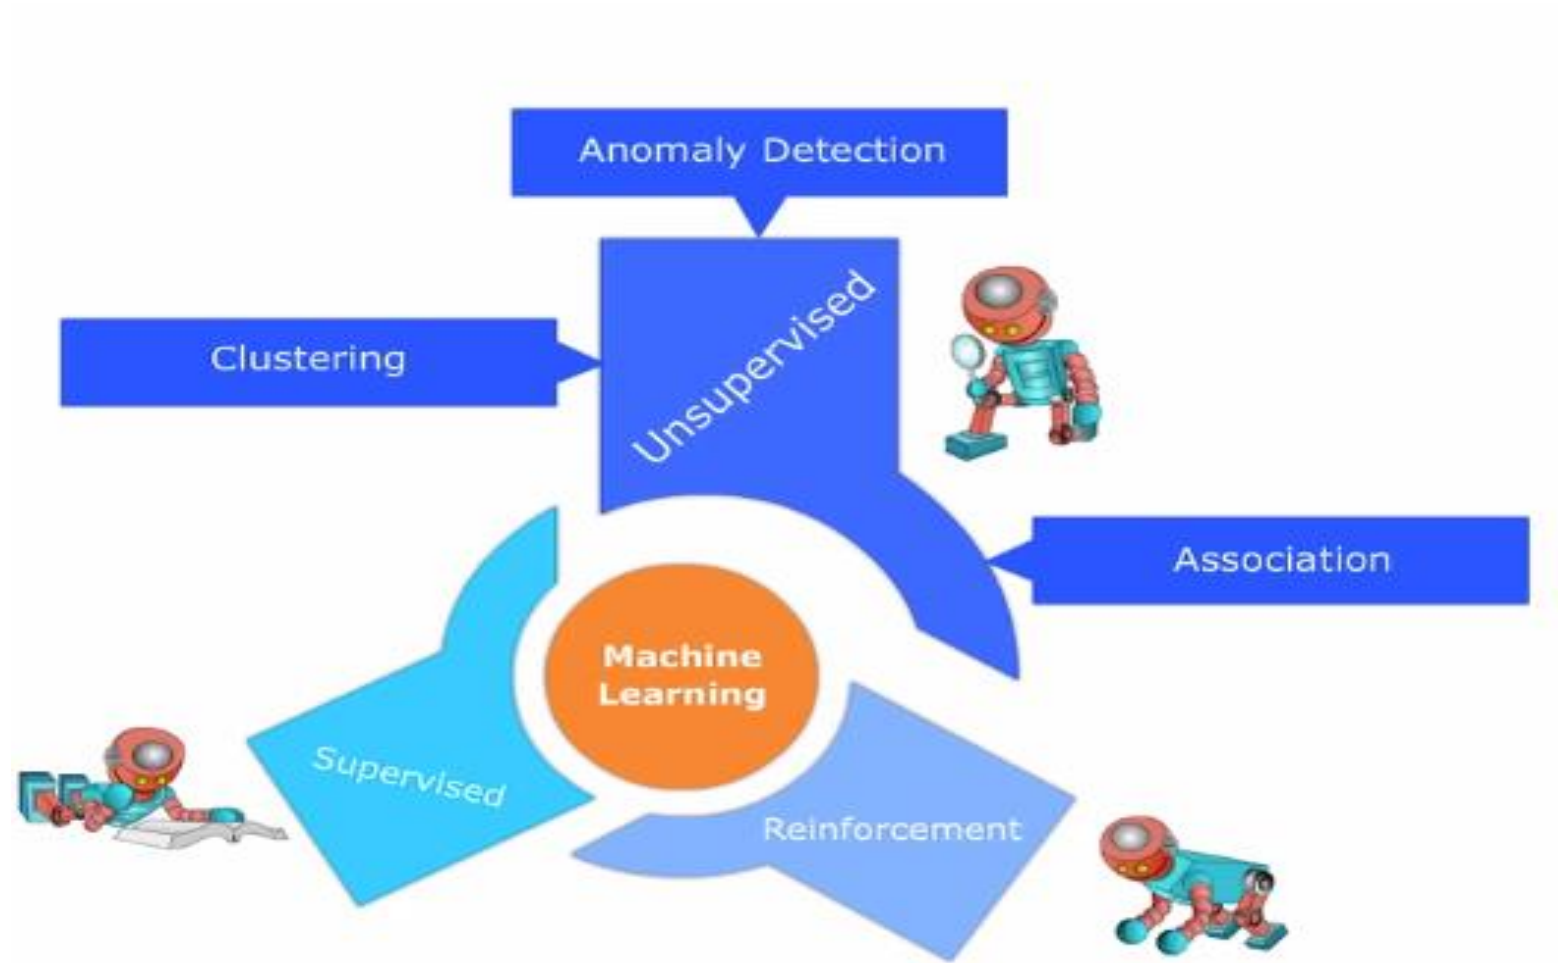 Anomaly Detection
Clustering
Unsupervised
Association
Machine
Learning
Supervised
Reinforcement